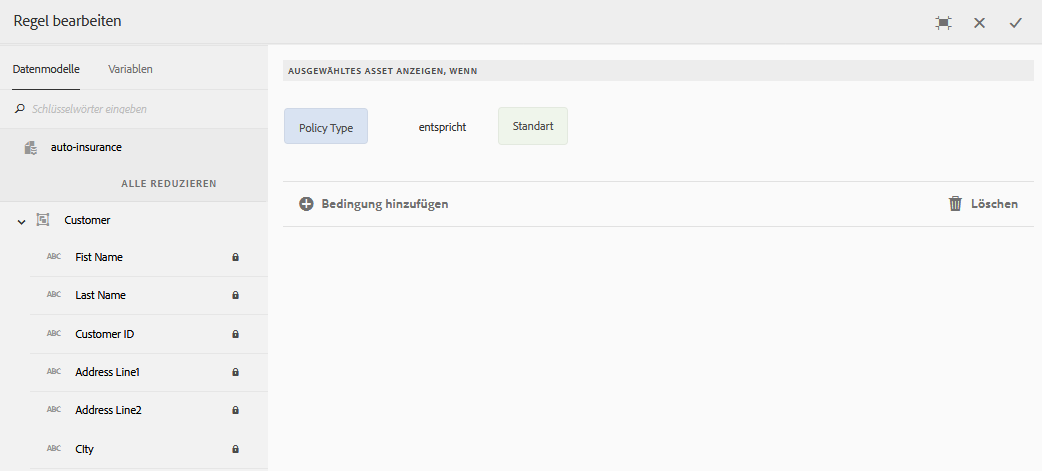 Regel bearbeiten
Datenmodelle Variablen
Schlüsselwörter eingeben
auto-insurance
ALLE REDUZIEREN
Customer
ABC Fist Name
ABC Last Name
ABC Customer ID
ABC Address Line1
ABC Address Line2
ABC CIty
AUSGEWÄHLTES ASSET ANZEIGEN, WENN
Policy Type entspricht Standart
Bedingung hinzufügen Löschen